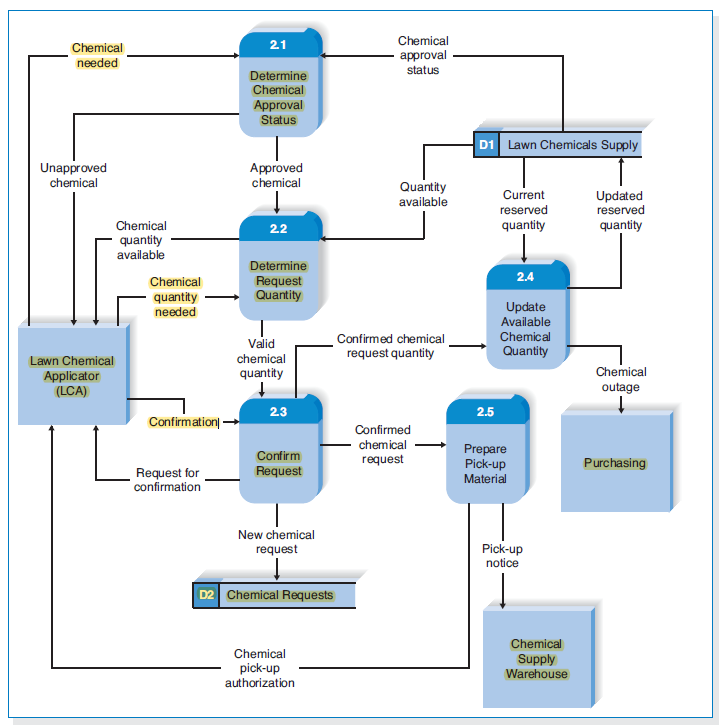 Chemical
needed
2.1
Determine
Chemical
Approval
Status
Chemical
approval
status
D1 Lawn Chemicals Supply
Unapproved
chemical
Approved
chemical
Quantity
available
Current
reserved
quantity
Updated
reserved
quantity
Chemical
quantity
available
2.2
Determine
Request
Quantity
Chemical
quantity
needed
2.4
Update
Available
Chemical
Quantity
Lawn Chemical
Applicator
(LCA)
Valid
chemical
quantity
Confirmed chemical
request quantity
Chemical
outage
Confirmation
2.3
Confirm
Request
Confirmed
chemical
request
2.5
Prepare
Pick-up
Material
Purchasing
Request for
confirmation
New chemical
request
Pick-up
notice
D2 Chemical Requests
Chemical
pick-up
authorization
Chemical
Supply
Warehouse